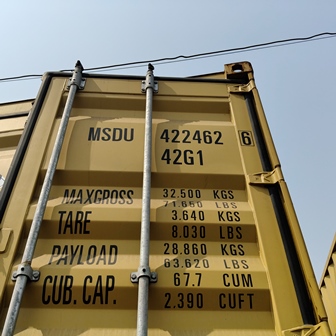 MSDU 422462 6
42G1
MAXGROSS 32.500 KGS
71.650 LBS
TARE 3.640 KGS
8.030 LBS
PAYLOAD 28.860 KGS
63.620 LBS
CUB. CAP. 67.7 CUM
2.390 CUFT